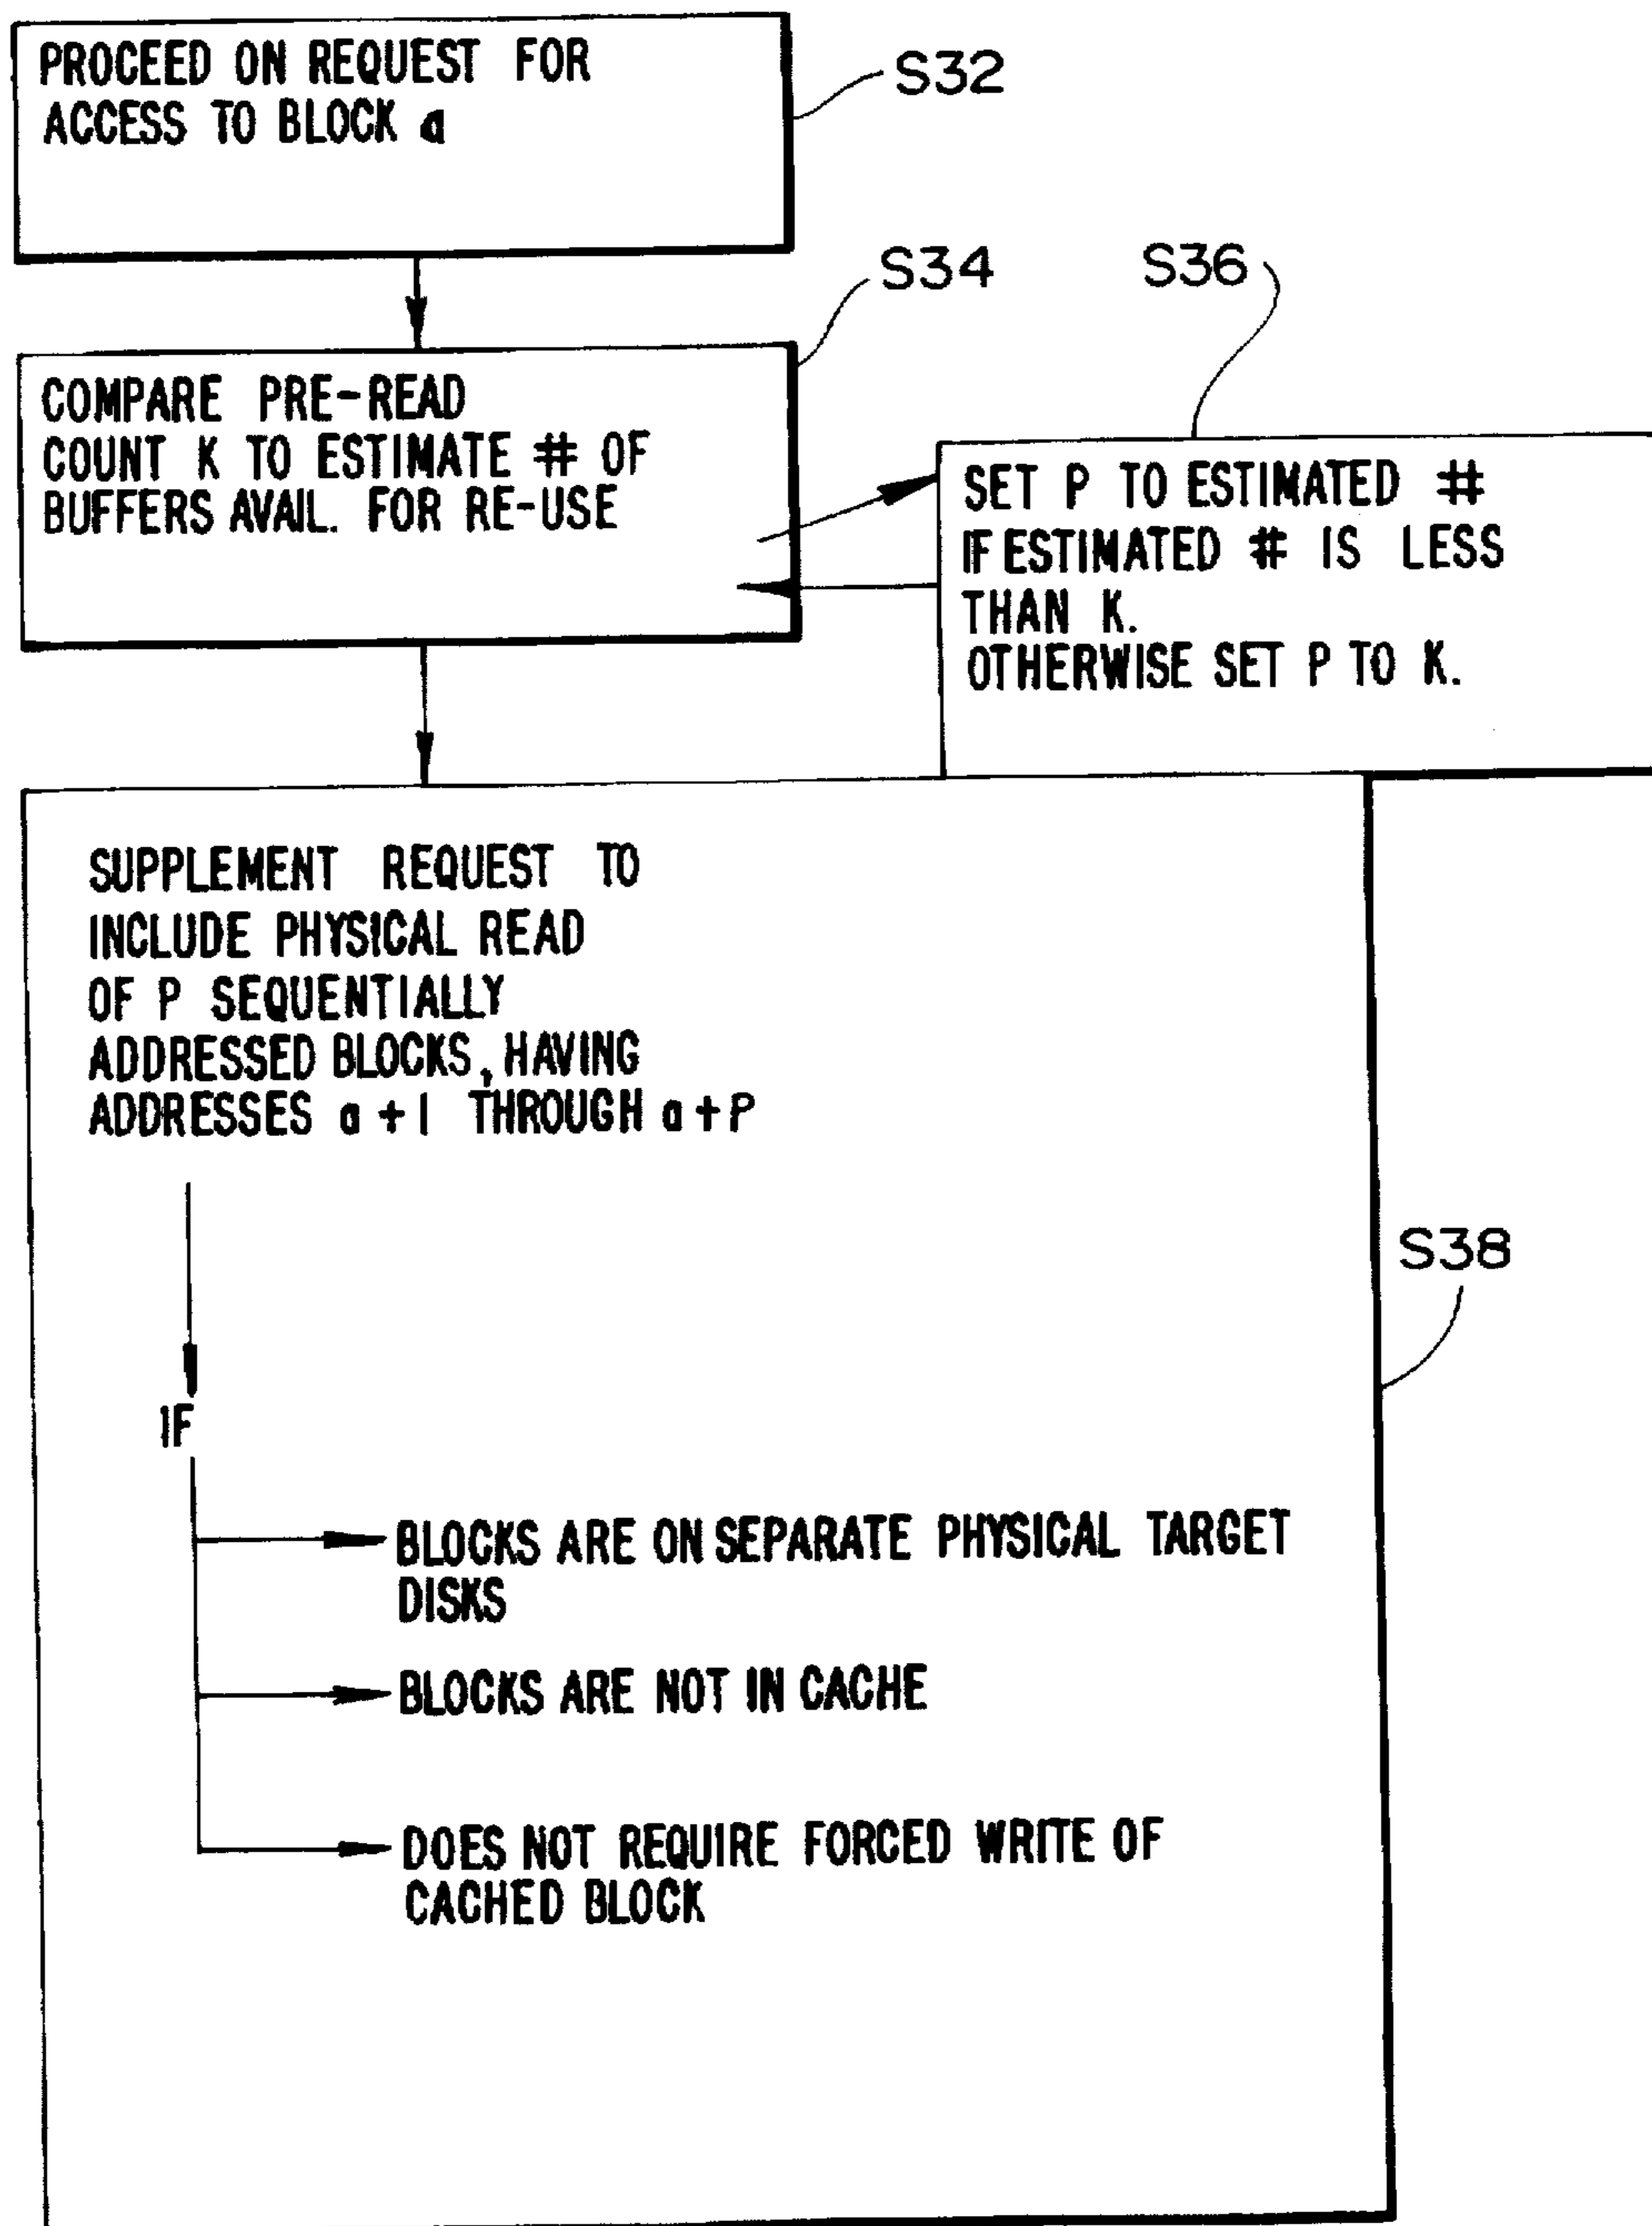 PROCEED ON REQUEST FOR
ACCESS TO BLOCK a
S32
S34
COMPARE PRE-READ
COUNT K TO ESTIMATE # OF
BUFFERS AVAIL. FOR RE-USE
S36
SET P TO ESTIMATED #
IF ESTIMATED # IS LESS
THAN K.
OTHERWISE SET P TO K.
SUPPLEMENT REQUEST TO
INCLUDE PHYSICAL READ
OF P SEQUENTIALLY
ADDRESSED BLOCKS, HAVING
ADDRESSES a + 1 THROUGH a + P
S38
IF
BLOCKS ARE ON SEPARATE PHYSICAL TARGET
DISKS
BLOCKS ARE NOT IN CACHE
DOES NOT REQUIRE FORCED WRITE OF
CACHED BLOCK